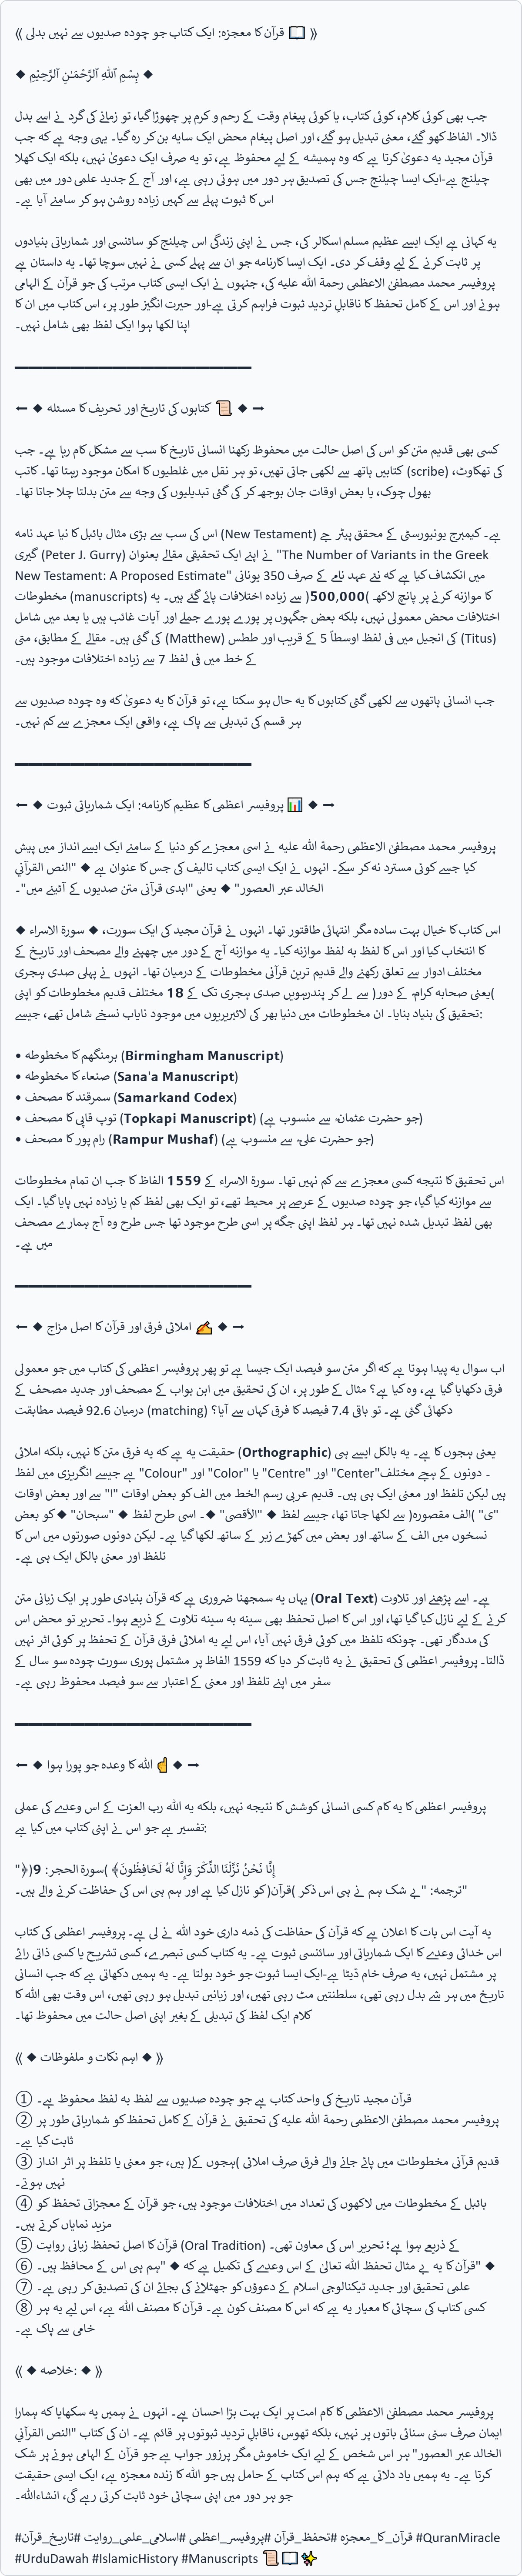 《 📖 قرآن کا معجزہ: ایک کتاب جو چودہ صدیوں سے نہیں بدلی 》
◆ بِسْمِ ٱللَّٰهِ ٱلرَّحْمَـٰنِ ٱلرَّحِيْمِ ◆
جب بھی کوئی کلام، کوئی کتاب، یا کوئی پیغام وقت کے رحم و کرم پر چھوڑا گیا، تو زمانے کی گرد نے اسے بدل
ڈالا۔ الفاظ کھو گئے، معنی تبدیل ہو گئے، اور اصل پیغام محض ایک سایہ بن کر رہ گیا۔ یہی وجہ ہے کہ جب
قرآن مجید یہ دعویٰ کرتا ہے کہ وہ ہمیشہ کے لیے محفوظ ہے، تو یہ صرف ایک دعویٰ نہیں، بلکہ ایک کھلا
چیلنج ہے-ایک ایسا چیلنج جس کی تصدیق ہر دور میں ہوتی رہی ہے، اور آج کے جدید علمی دور میں بھی
اس کا ثبوت پہلے سے کہیں زیادہ روشن ہو کر سامنے آیا ہے۔
یہ کہانی ہے ایک ایسے عظیم مسلم اسکالر کی، جس نے اپنی زندگی اس چیلنج کو سائنسی اور شماریاتی بنیادوں
پر ثابت کرنے کے لیے وقف کر دی۔ ایک ایسا کارنامہ جو ان سے پہلے کسی نے نہیں سوچا تھا۔ یہ داستان ہے
پروفیسر محمد مصطفیٰ الاعظمی رحمۃ اللہ علیہ کی، جنہوں نے ایک ایسی کتاب مرتب کی جو قرآن کے الہامی
ہونے اور اس کے کامل تحفظ کا ناقابلِ تردید ثبوت فراہم کرتی ہے-اور حیرت انگیز طور پر، اس کتاب میں ان کا
اپنا لکھا ہوا ایک لفظ بھی شامل نہیں۔
← ◆ کتابوں کی تاریخ اور تحریف کا مسئلہ 📜 ◆ →
کسی بھی قدیم متن کو اس کی اصل حالت میں محفوظ رکھنا انسانی تاریخ کا سب سے مشکل کام رہا ہے۔ جب
کتابیں ہاتھ سے لکھی جاتی تھیں، تو ہر نقل میں غلطیوں کا امکان موجود رہتا تھا۔ کاتب (scribe) کی تھکاوٹ،
بھول چوک، یا بعض اوقات جان بوجھ کر کی گئی تبدیلیوں کی وجہ سے متن بدلتا چلا جاتا تھا۔
اس کی سب سے بڑی مثال بائبل کا نیا عہد نامہ (New Testament) ہے۔ کیمبرج یونیورسٹی کے محقق پیٹر جے
گیری (Peter J. Gurry) نے اپنے ایک تحقیقی مقالے بعنوان "The Number of Variants in the Greek
New Testament: A Proposed Estimate" میں انکشاف کیا ہے کہ نئے عہد نامے کے صرف 350 یونانی
مخطوطات (manuscripts) کا موازنہ کرنے پر پانچ لاکھ )500,000( سے زیادہ اختلافات پائے گئے ہیں۔ یہ
اختلافات محض معمولی نہیں، بلکہ بعض جگہوں پر پورے پورے جملے اور آیات غائب ہیں یا بعد میں شامل
کی گئی ہیں۔ مقالے کے مطابق، متی (Matthew) کی انجیل میں فی لفظ اوسطاً 5 کے قریب اور ططس (Titus)
کے خط میں فی لفظ 7 سے زیادہ اختلافات موجود ہیں۔
جب انسانی ہاتھوں سے لکھی گئی کتابوں کا یہ حال ہو سکتا ہے، تو قرآن کا یہ دعویٰ کہ وہ چودہ صدیوں سے
ہر قسم کی تبدیلی سے پاک ہے، واقعی ایک معجزے سے کم نہیں۔
← ◆ پروفیسر اعظمی کا عظیم کارنامہ: ایک شماریاتی ثبوت 📊 ◆ →
پروفیسر محمد مصطفیٰ الاعظمی رحمۃ اللہ علیہ نے اسی معجزے کو دنیا کے سامنے ایک ایسے انداز میں پیش
کیا جسے کوئی مسترد نہ کر سکے۔ انہوں نے ایک ایسی کتاب تالیف کی جس کا عنوان ہے ◆ "النص القرآني
الخالد عبر العصور" ◆ یعنی "ابدی قرآنی متن صدیوں کے آئینے میں"۔
اس کتاب کا خیال بہت سادہ مگر انتہائی طاقتور تھا۔ انہوں نے قرآن مجید کی ایک سورت، ◆ سورۃ الاسراء ◆
کا انتخاب کیا اور اس کا لفظ بہ لفظ موازنہ کیا۔ یہ موازنہ آج کے دور میں چھپنے والے مصحف اور تاریخ کے
مختلف ادوار سے تعلق رکھنے والے قدیم ترین قرآنی مخطوطات کے درمیان تھا۔ انہوں نے پہلی صدی ہجری
)یعنی صحابہ کرامؓ کے دور( سے لے کر پندرہویں صدی ہجری تک کے 18 مختلف قدیم مخطوطات کو اپنی
تحقیق کی بنیاد بنایا۔ ان مخطوطات میں دنیا بھر کی لائبریریوں میں موجود نایاب نسخے شامل تھے، جیسے:
• برمنگھم کا مخطوطہ (Birmingham Manuscript)
• صنعاء کا مخطوطہ (Sana'a Manuscript)
• سمرقند کا مصحف (Samarkand Codex)
• توپ قاپی کا مصحف (Topkapi Manuscript) (جو حضرت عثمانؓ سے منسوب ہے)
• رام پور کا مصحف (Rampur Mushaf) (جو حضرت علیؓ سے منسوب ہے)
اس تحقیق کا نتیجہ کسی معجزے سے کم نہیں تھا۔ سورۃ الاسراء کے 1559 الفاظ کا جب ان تمام مخطوطات
سے موازنہ کیا گیا، جو چودہ صدیوں کے عرصے پر محیط تھے، تو ایک بھی لفظ کم یا زیادہ نہیں پایا گیا۔ ایک
بھی لفظ تبدیل شدہ نہیں تھا۔ ہر لفظ اپنی جگہ پر اسی طرح موجود تھا جس طرح وہ آج ہمارے مصحف
میں ہے۔
← ◆ املائی فرق اور قرآن کا اصل مزاج ✍️ ◆ →
اب سوال یہ پیدا ہوتا ہے کہ اگر متن سو فیصد ایک جیسا ہے تو پھر پروفیسر اعظمی کی کتاب میں جو معمولی
فرق دکھایا گیا ہے، وہ کیا ہے؟ مثال کے طور پر، ان کی تحقیق میں ابن بواب کے مصحف اور جدید مصحف کے
درمیان 92.6 فیصد مطابقت (matching) دکھائی گئی ہے۔ تو باقی 7.4 فیصد کا فرق کہاں سے آیا؟
حقیقت یہ ہے کہ یہ فرق متن کا نہیں، بلکہ املائی (Orthographic) یعنی ہجوں کا ہے۔ یہ بالکل ایسے ہی
ہے جیسے انگریزی میں لفظ "Colour" اور "Color" یا "Centre" اور "Center"۔ دونوں کے ہجے مختلف
ہیں لیکن تلفظ اور معنی ایک ہی ہیں۔ قدیم عربی رسم الخط میں الف کو بعض اوقات "ا" سے اور بعض اوقات
"ی" )الف مقصورہ( سے لکھا جاتا تھا، جیسے لفظ ◆ "الأقصى" ◆۔ اسی طرح لفظ ◆ "سبحان" ◆ کو بعض
نسخوں میں الف کے ساتھ اور بعض میں کھڑے زبر کے ساتھ لکھا گیا ہے۔ لیکن دونوں صورتوں میں اس کا
تلفظ اور معنی بالکل ایک ہی ہے۔
یہاں یہ سمجھنا ضروری ہے کہ قرآن بنیادی طور پر ایک زبانی متن (Oral Text) ہے۔ اسے پڑھنے اور تلاوت
کرنے کے لیے نازل کیا گیا تھا، اور اس کا اصل تحفظ بھی سینہ بہ سینہ تلاوت کے ذریعے ہوا۔ تحریر تو محض اس
کی مددگار تھی۔ چونکہ تلفظ میں کوئی فرق نہیں آیا، اس لیے یہ املائی فرق قرآن کے تحفظ پر کوئی اثر نہیں
ڈالتا۔ پروفیسر اعظمی کی تحقیق نے یہ ثابت کر دیا کہ 1559 الفاظ پر مشتمل پوری سورت چودہ سو سال کے
سفر میں اپنے تلفظ اور معنی کے اعتبار سے سو فیصد محفوظ رہی ہے۔
← ◆ اللہ کا وعدہ جو پورا ہوا ☝️ ◆ →
پروفیسر اعظمی کا یہ کام کسی انسانی کوشش کا نتیجہ نہیں، بلکہ یہ اللہ رب العزت کے اس وعدے کی عملی
تفسیر ہے جو اس نے اپنی کتاب میں کیا ہے:
"﴿إِنَّا نَحْنُ نَزَّلْنَا الذِّكْرَ وَإِنَّا لَهُ لَحَافِظُونَ﴾ )سورۃ الحجر: 9("
ترجمہ: "بے شک ہم نے ہی اس ذکر )قرآن( کو نازل کیا ہے اور ہم ہی اس کی حفاظت کرنے والے ہیں۔"
یہ آیت اس بات کا اعلان ہے کہ قرآن کی حفاظت کی ذمہ داری خود اللہ نے لی ہے۔ پروفیسر اعظمی کی کتاب
اس خدائی وعدے کا ایک شماریاتی اور سائنسی ثبوت ہے۔ یہ کتاب کسی تبصرے، کسی تشریح یا کسی ذاتی رائے
پر مشتمل نہیں، یہ صرف خام ڈیٹا ہے-ایک ایسا ثبوت جو خود بولتا ہے۔ یہ ہمیں دکھاتی ہے کہ جب انسانی
تاریخ میں ہر شے بدل رہی تھی، سلطنتیں مٹ رہی تھیں، اور زبانیں تبدیل ہو رہی تھیں، اس وقت بھی اللہ کا
کلام ایک لفظ کی تبدیلی کے بغیر اپنی اصل حالت میں محفوظ تھا۔
《 ◆ اہم نکات و ملفوظات ◆ 》
① قرآن مجید تاریخ کی واحد کتاب ہے جو چودہ صدیوں سے لفظ بہ لفظ محفوظ ہے۔
② پروفیسر محمد مصطفیٰ الاعظمی رحمۃ اللہ علیہ کی تحقیق نے قرآن کے کامل تحفظ کو شماریاتی طور پر
ثابت کیا ہے۔
③ قدیم قرآنی مخطوطات میں پائے جانے والے فرق صرف املائی )ہجوں کے( ہیں، جو معنی یا تلفظ پر اثر انداز
نہیں ہوتے۔
④ بائبل کے مخطوطات میں لاکھوں کی تعداد میں اختلافات موجود ہیں، جو قرآن کے معجزاتی تحفظ کو
مزید نمایاں کرتے ہیں۔
⑤ قرآن کا اصل تحفظ زبانی روایت (Oral Tradition) کے ذریعے ہوا ہے؛ تحریر اس کی معاون تھی۔
⑥ قرآن کا یہ بے مثال تحفظ اللہ تعالیٰ کے اس وعدے کی تکمیل ہے کہ ◆ "ہم ہی اس کے محافظ ہیں۔" ◆
⑦ علمی تحقیق اور جدید ٹیکنالوجی اسلام کے دعوؤں کو جھٹلانے کی بجائے ان کی تصدیق کر رہی ہے۔
⑧ کسی کتاب کی سچائی کا معیار یہ ہے کہ اس کا مصنف کون ہے۔ قرآن کا مصنف اللہ ہے، اس لیے یہ ہر
خامی سے پاک ہے۔
《 ◆ خلاصہ: ◆ 》
پروفیسر محمد مصطفیٰ الاعظمی کا کام امت پر ایک بہت بڑا احسان ہے۔ انہوں نے ہمیں یہ سکھایا کہ ہمارا
ایمان صرف سنی سنائی باتوں پر نہیں، بلکہ ٹھوس، ناقابلِ تردید ثبوتوں پر قائم ہے۔ ان کی کتاب "النص القرآني
الخالد عبر العصور" ہر اس شخص کے لیے ایک خاموش مگر پرزور جواب ہے جو قرآن کے الہامی ہونے پر شک
کرتا ہے۔ یہ ہمیں یاد دلاتی ہے کہ ہم اس کتاب کے حامل ہیں جو اللہ کا زندہ معجزہ ہے، ایک ایسی حقیقت
جو ہر دور میں اپنی سچائی خود ثابت کرتی رہے گی، انشاءاللہ۔
#قرآن_کا_معجزہ #تحفظ_قرآن #پروفیسر_اعظمی #اسلامی_علمی_روایت #تاریخ_قرآن #QuranMiracle
#UrduDawah #IslamicHistory #Manuscripts 📜📖✨